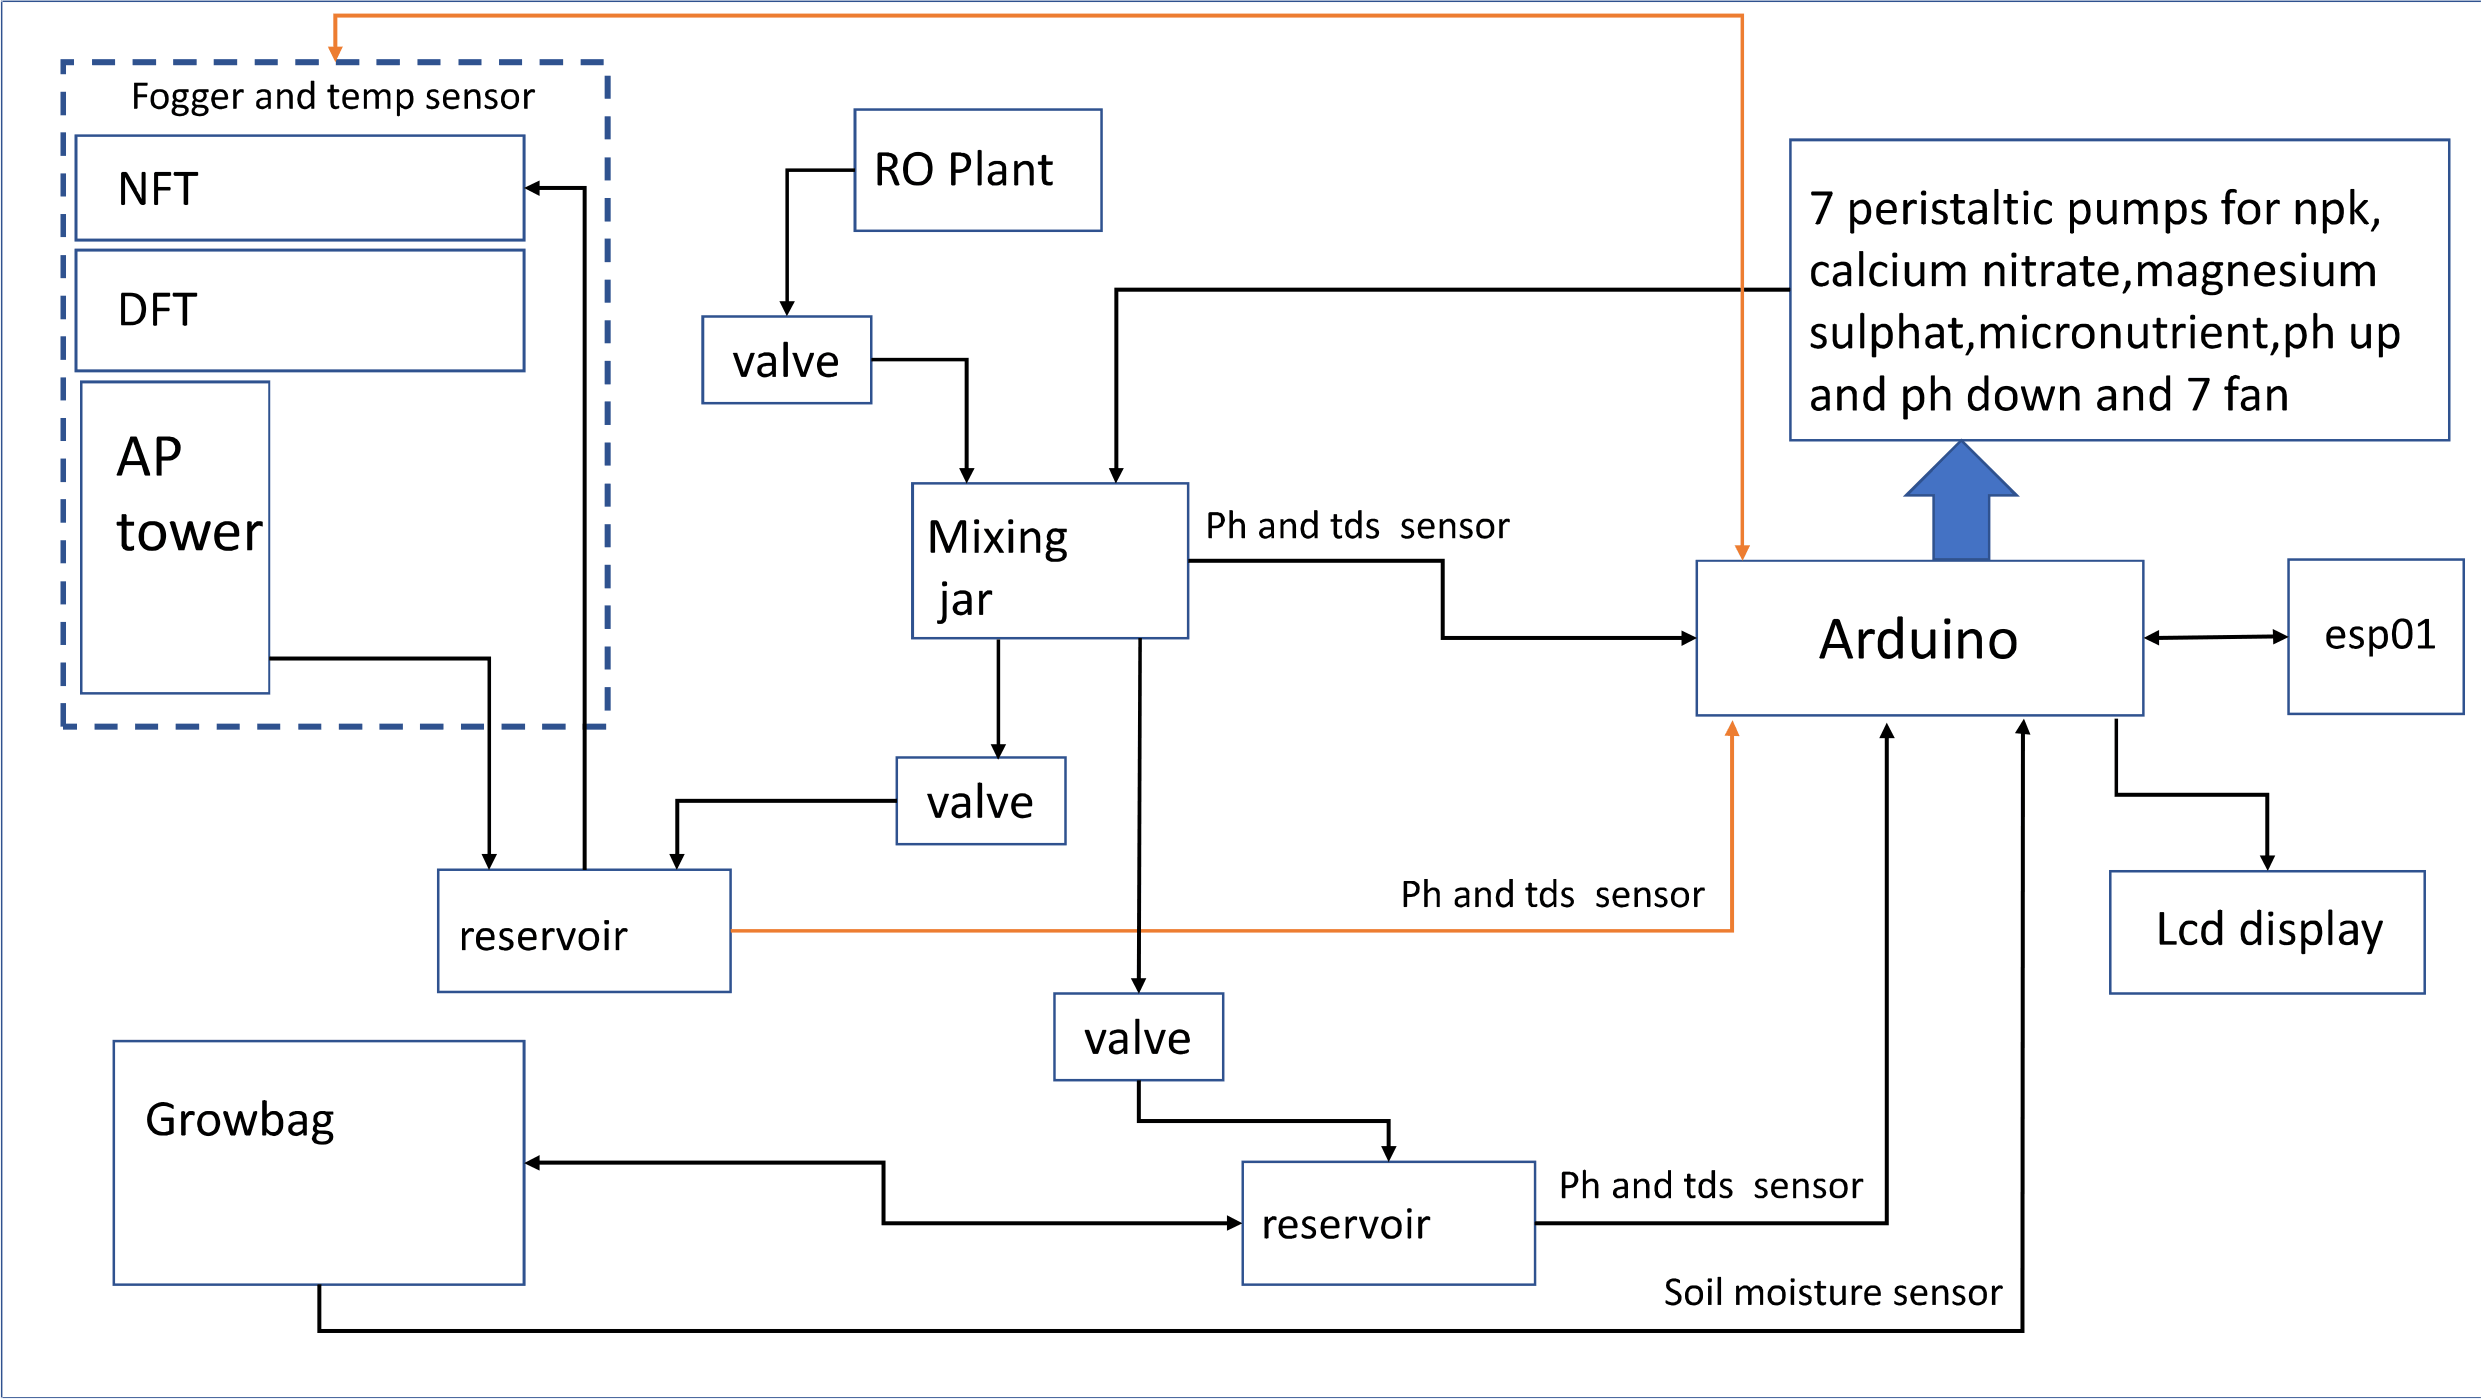 Fogger and temp sensor
NFT
DFT
AP
tower
RO Plant
valve
7 peristaltic pumps for npk,
calcium nitrate,magnesium
sulphat,micronutrient,ph up
and ph down and 7 fan
Mixing
jar
Ph and tds  sensor
Arduino
esp01
valve
reservoir
Ph and tds  sensor
Lcd display
valve
Growbag
reservoir
Ph and tds  sensor
Soil moisture sensor